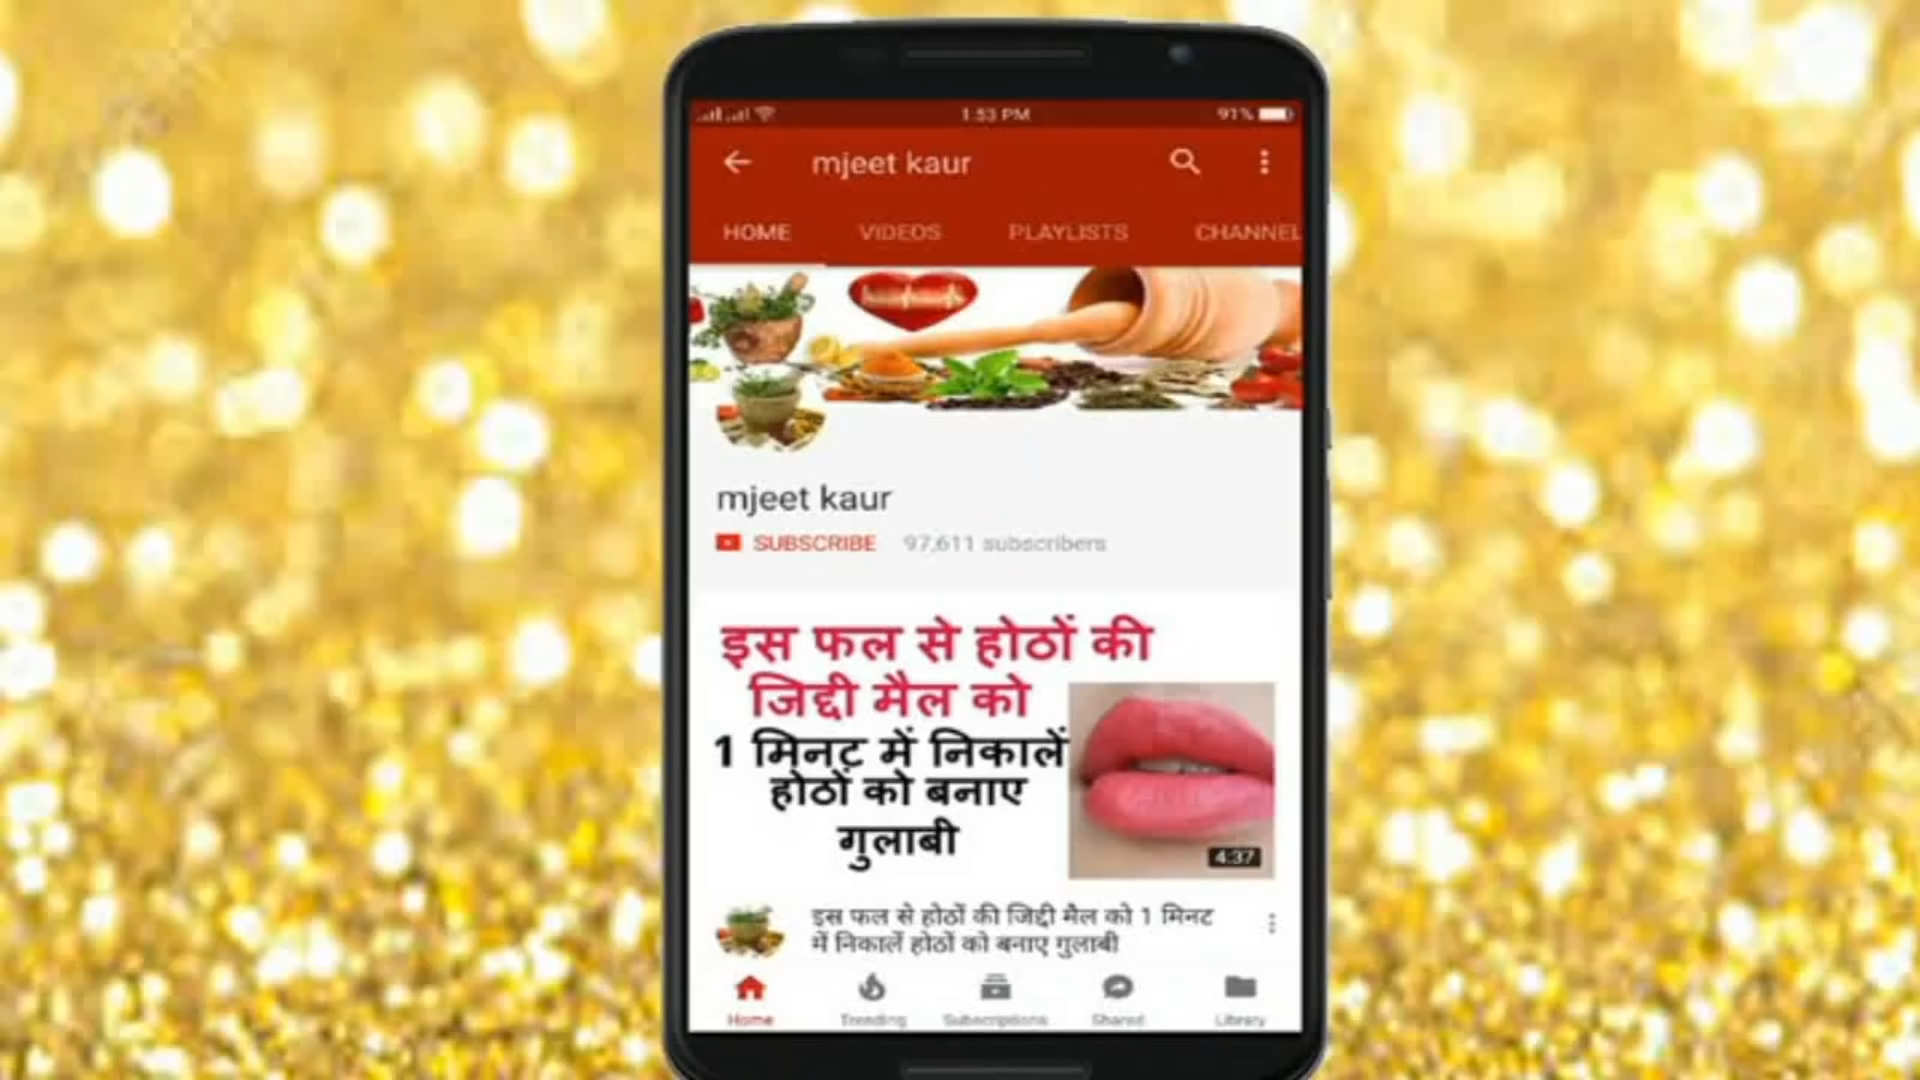 1:53 PM 91%
mjeet kaur
HOME VIDEOS PLAYLISTS CHANNEL
mjeet kaur
SUBSCRIBE 97,611 subscribers
इस फल से होठों की
जिद्दी मैल को
1 मिनट में निकालें
होठों को बनाए
गुलाबी
4:37
इस फल से होठों की जिद्दी मैल को 1 मिनट
में निकालें होठों को बनाए गुलाबी
Home Trending Subscriptions Shared Library